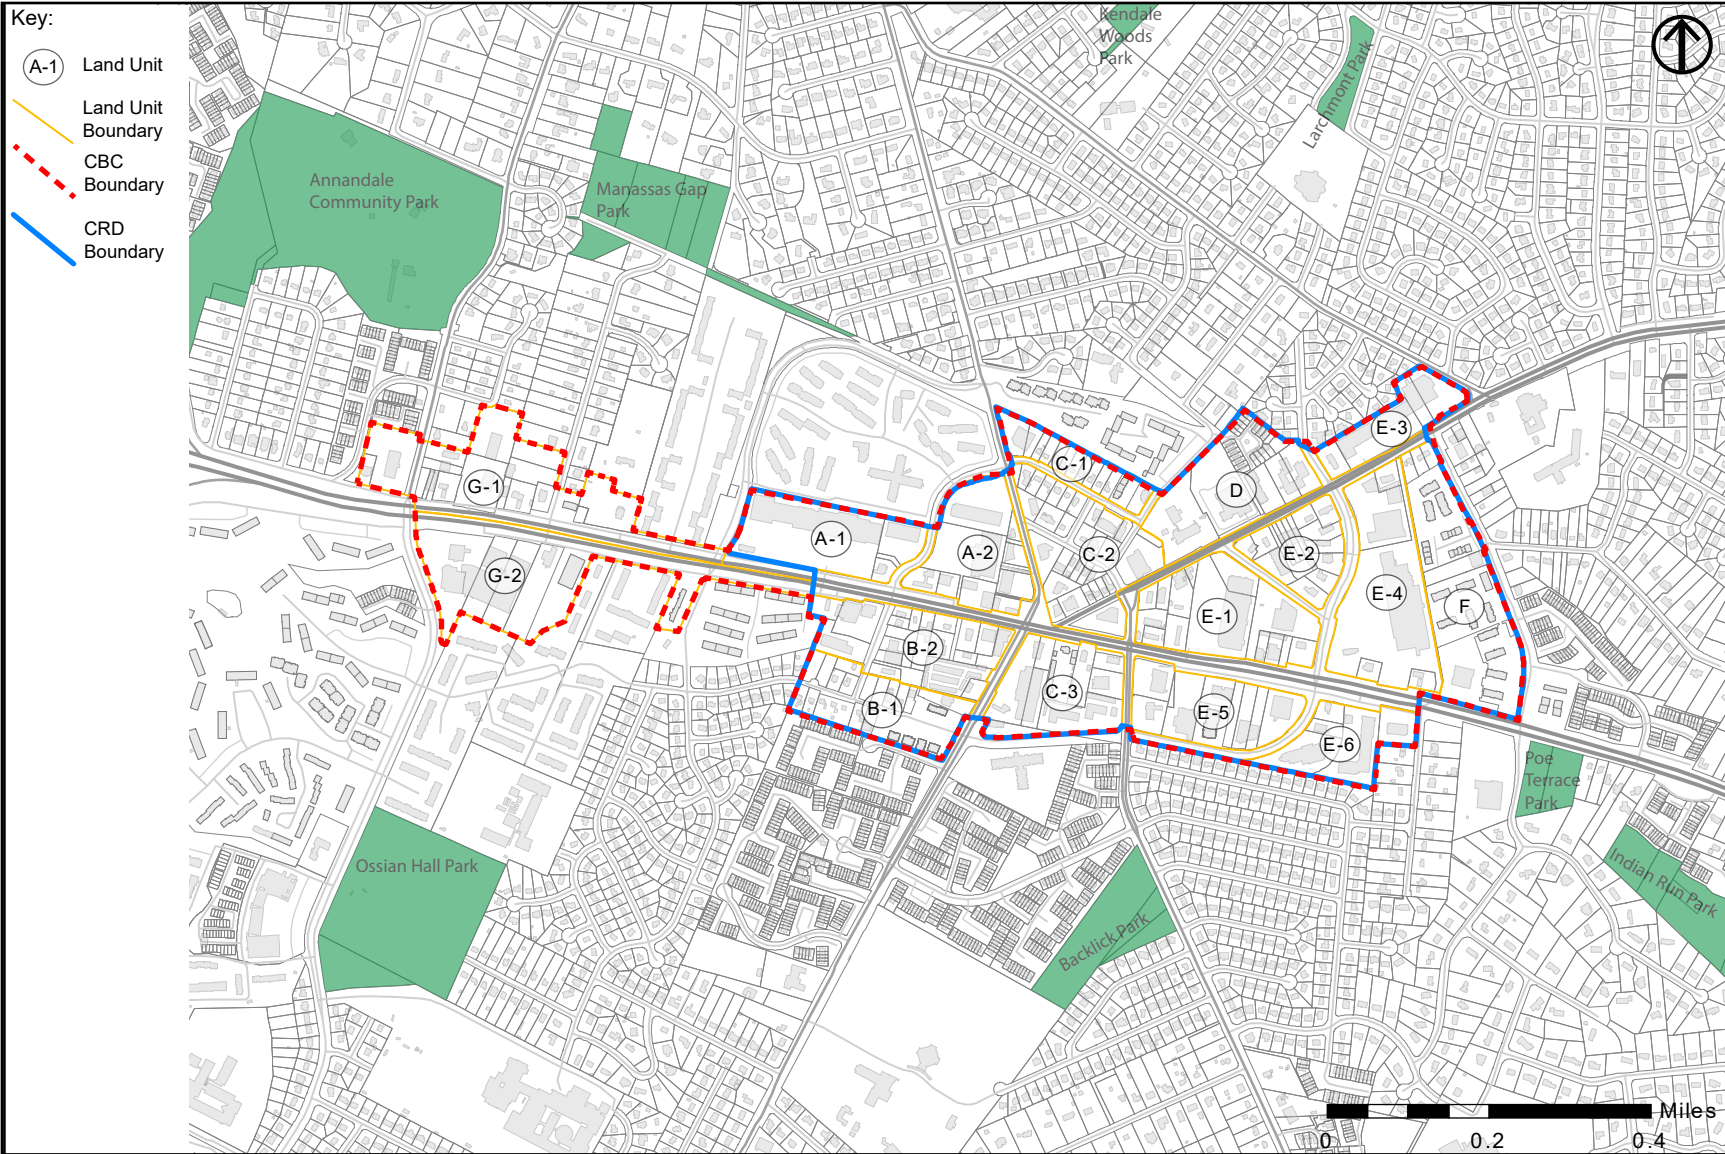 Key:
A-1 Land Unit
Land Unit
Boundary
CBC
Boundary
CRD
Boundary
Kendale
Woods
Park
Larchmont Park
Annandale
Community Park
Manassas Gap
Park
E-3
C-1
D
G-1
A-1
A-2
C-2
E-2
G-2
E-4
F
E-1
B-2
C-3
B-1
E-5
E-6
Poe
Terrace
Park
Ossian Hall Park
Indian Run Park
Backlick Park
Miles
0 0.2 0.4